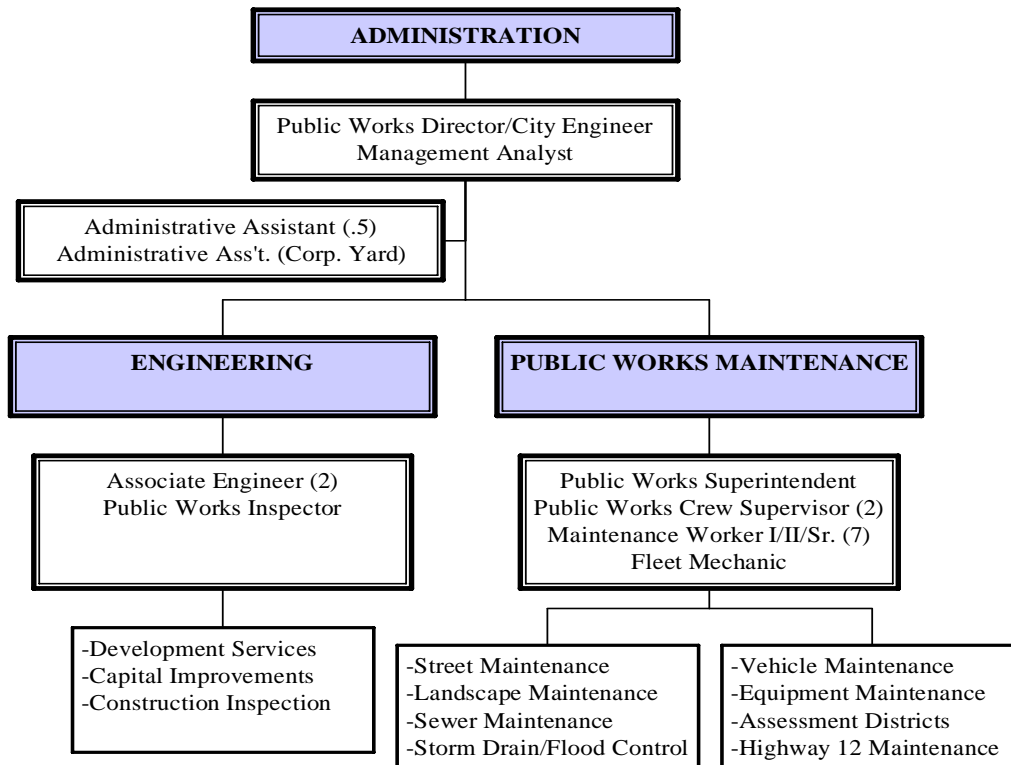 ADMINISTRATION
Public Works Director/City Engineer
Management Analyst
Administrative Assistant (.5)
Administrative Ass't. (Corp. Yard)
ENGINEERING
PUBLIC WORKS MAINTENANCE
Associate Engineer (2)
Public Works Inspector
Public Works Superintendent
Public Works Crew Supervisor (2)
Maintenance Worker I/II/Sr. (7)
Fleet Mechanic
-Development Services
-Capital Improvements
-Construction Inspection
-Street Maintenance
-Landscape Maintenance
-Sewer Maintenance
-Storm Drain/Flood Control
-Vehicle Maintenance
-Equipment Maintenance
-Assessment Districts
-Highway 12 Maintenance